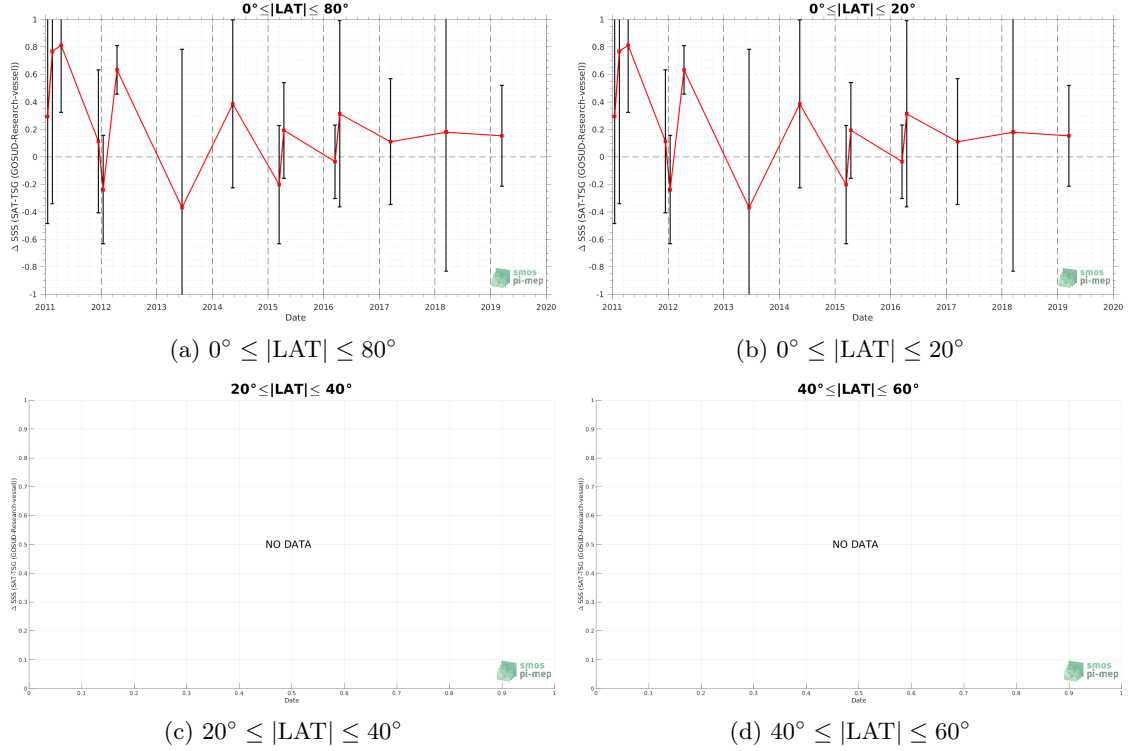 0°≤|LAT|≤ 80°
Δ SSS (SAT-TSG (GOSUD-Research-vessel))
1
0.8
0.6
0.4
0.2
0
-0.2
-0.4
-0.6
-0.8
-1
2011 2012 2013 2014 2015 2016 2017 2018 2019 2020
Date
smos
pi-mep
(a) 0° ≤ |LAT| ≤ 80°
0°≤|LAT|≤ 20°
Δ SSS (SAT-TSG (GOSUD-Research-vessel))
1
0.8
0.6
0.4
0.2
0
-0.2
-0.4
-0.6
-0.8
-1
2011 2012 2013 2014 2015 2016 2017 2018 2019 2020
Date
smos
pi-mep
(b) 0° ≤ |LAT| ≤ 20°
20°≤|LAT|≤ 40°
Δ SSS (SAT-TSG (GOSUD-Research-vessel))
1
0.9
0.8
0.7
0.6
0.5
0.4
0.3
0.2
0.1
0
NO DATA
0 0.1 0.2 0.3 0.4 0.5 0.6 0.7 0.8 0.9 1
Date
smos
pi-mep
(c) 20° ≤ |LAT| ≤ 40°
40°≤|LAT|≤ 60°
Δ SSS (SAT-TSG (GOSUD-Research-vessel))
1
0.9
0.8
0.7
0.6
0.5
0.4
0.3
0.2
0.1
0
NO DATA
0 0.1 0.2 0.3 0.4 0.5 0.6 0.7 0.8 0.9 1
Date
smos
pi-mep
(d) 40° ≤ |LAT| ≤ 60°